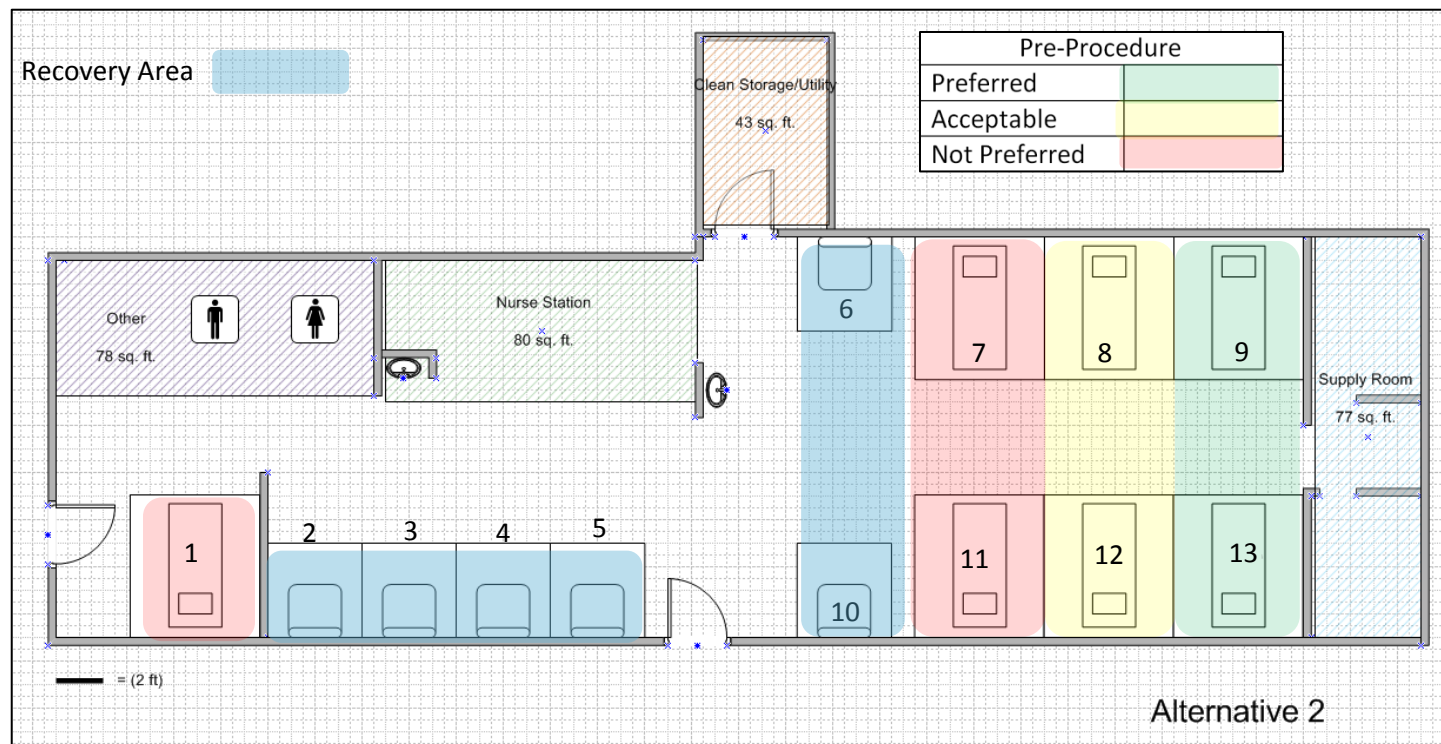 Recovery Area
Pre-Procedure
Preferred
Acceptable
Not Preferred
Clean Storage/Utility
43 sq. ft.
Other
78 sq. ft.
Nurse Station
80 sq. ft.
6
7
8
9
Supply Room
77 sq. ft.
1
2
3
4
5
10
11
12
13
= (2 ft)
Alternative 2